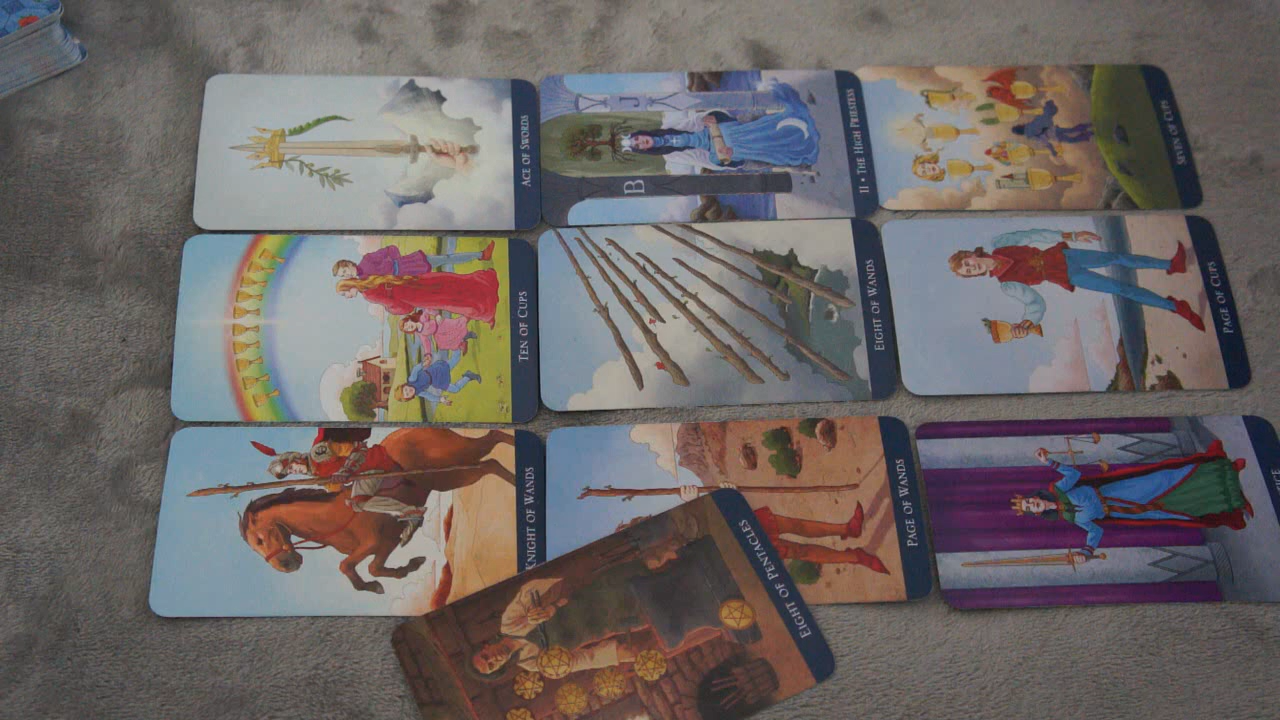 ACE OF SWORDS
B
J
II • THE HIGH PRIESTESS
SEVEN OF CUPS
TEN OF CUPS
EIGHT OF WANDS
PAGE OF CUPS
KNIGHT OF WANDS
PAGE OF WANDS
EIGHT OF PENTACLES